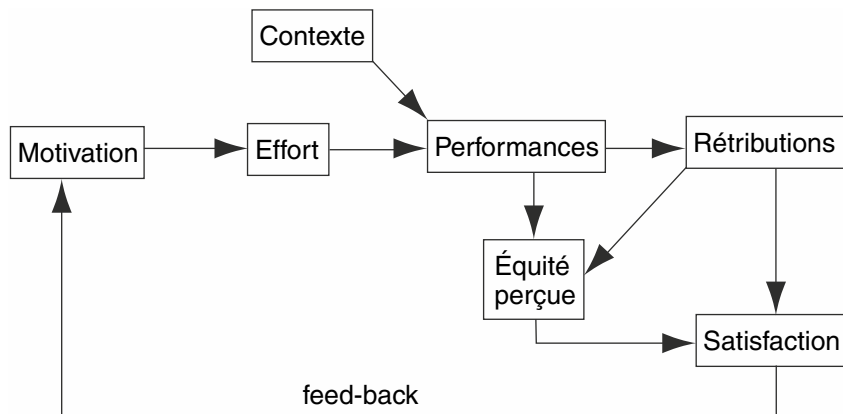 Contexte
Motivation
Effort
Performances
Rétributions
Équité
perçue
Satisfaction
feed-back